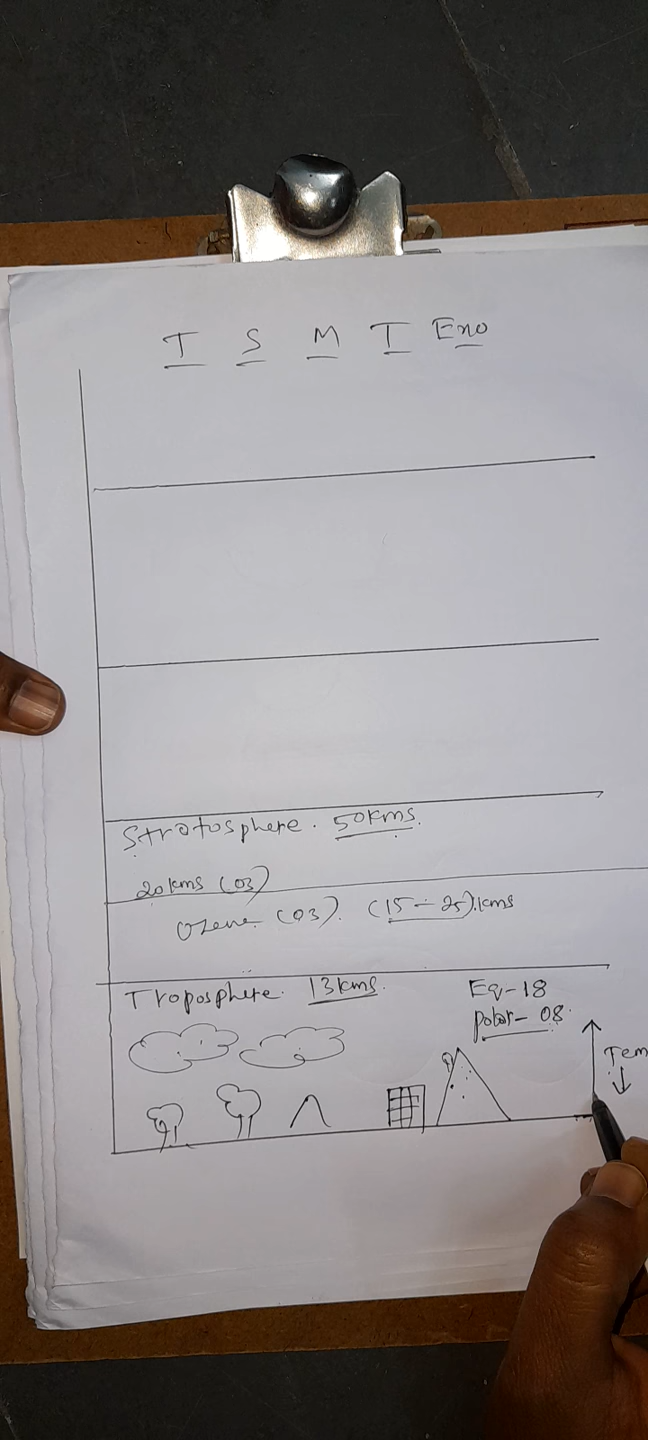 T S M T Exo
Stratosphere. 50kms.
20kms (O3)
Ozone (O3). (15-25).kms
Troposphere. 13kms.
Eq-18
polar- 08
Tem